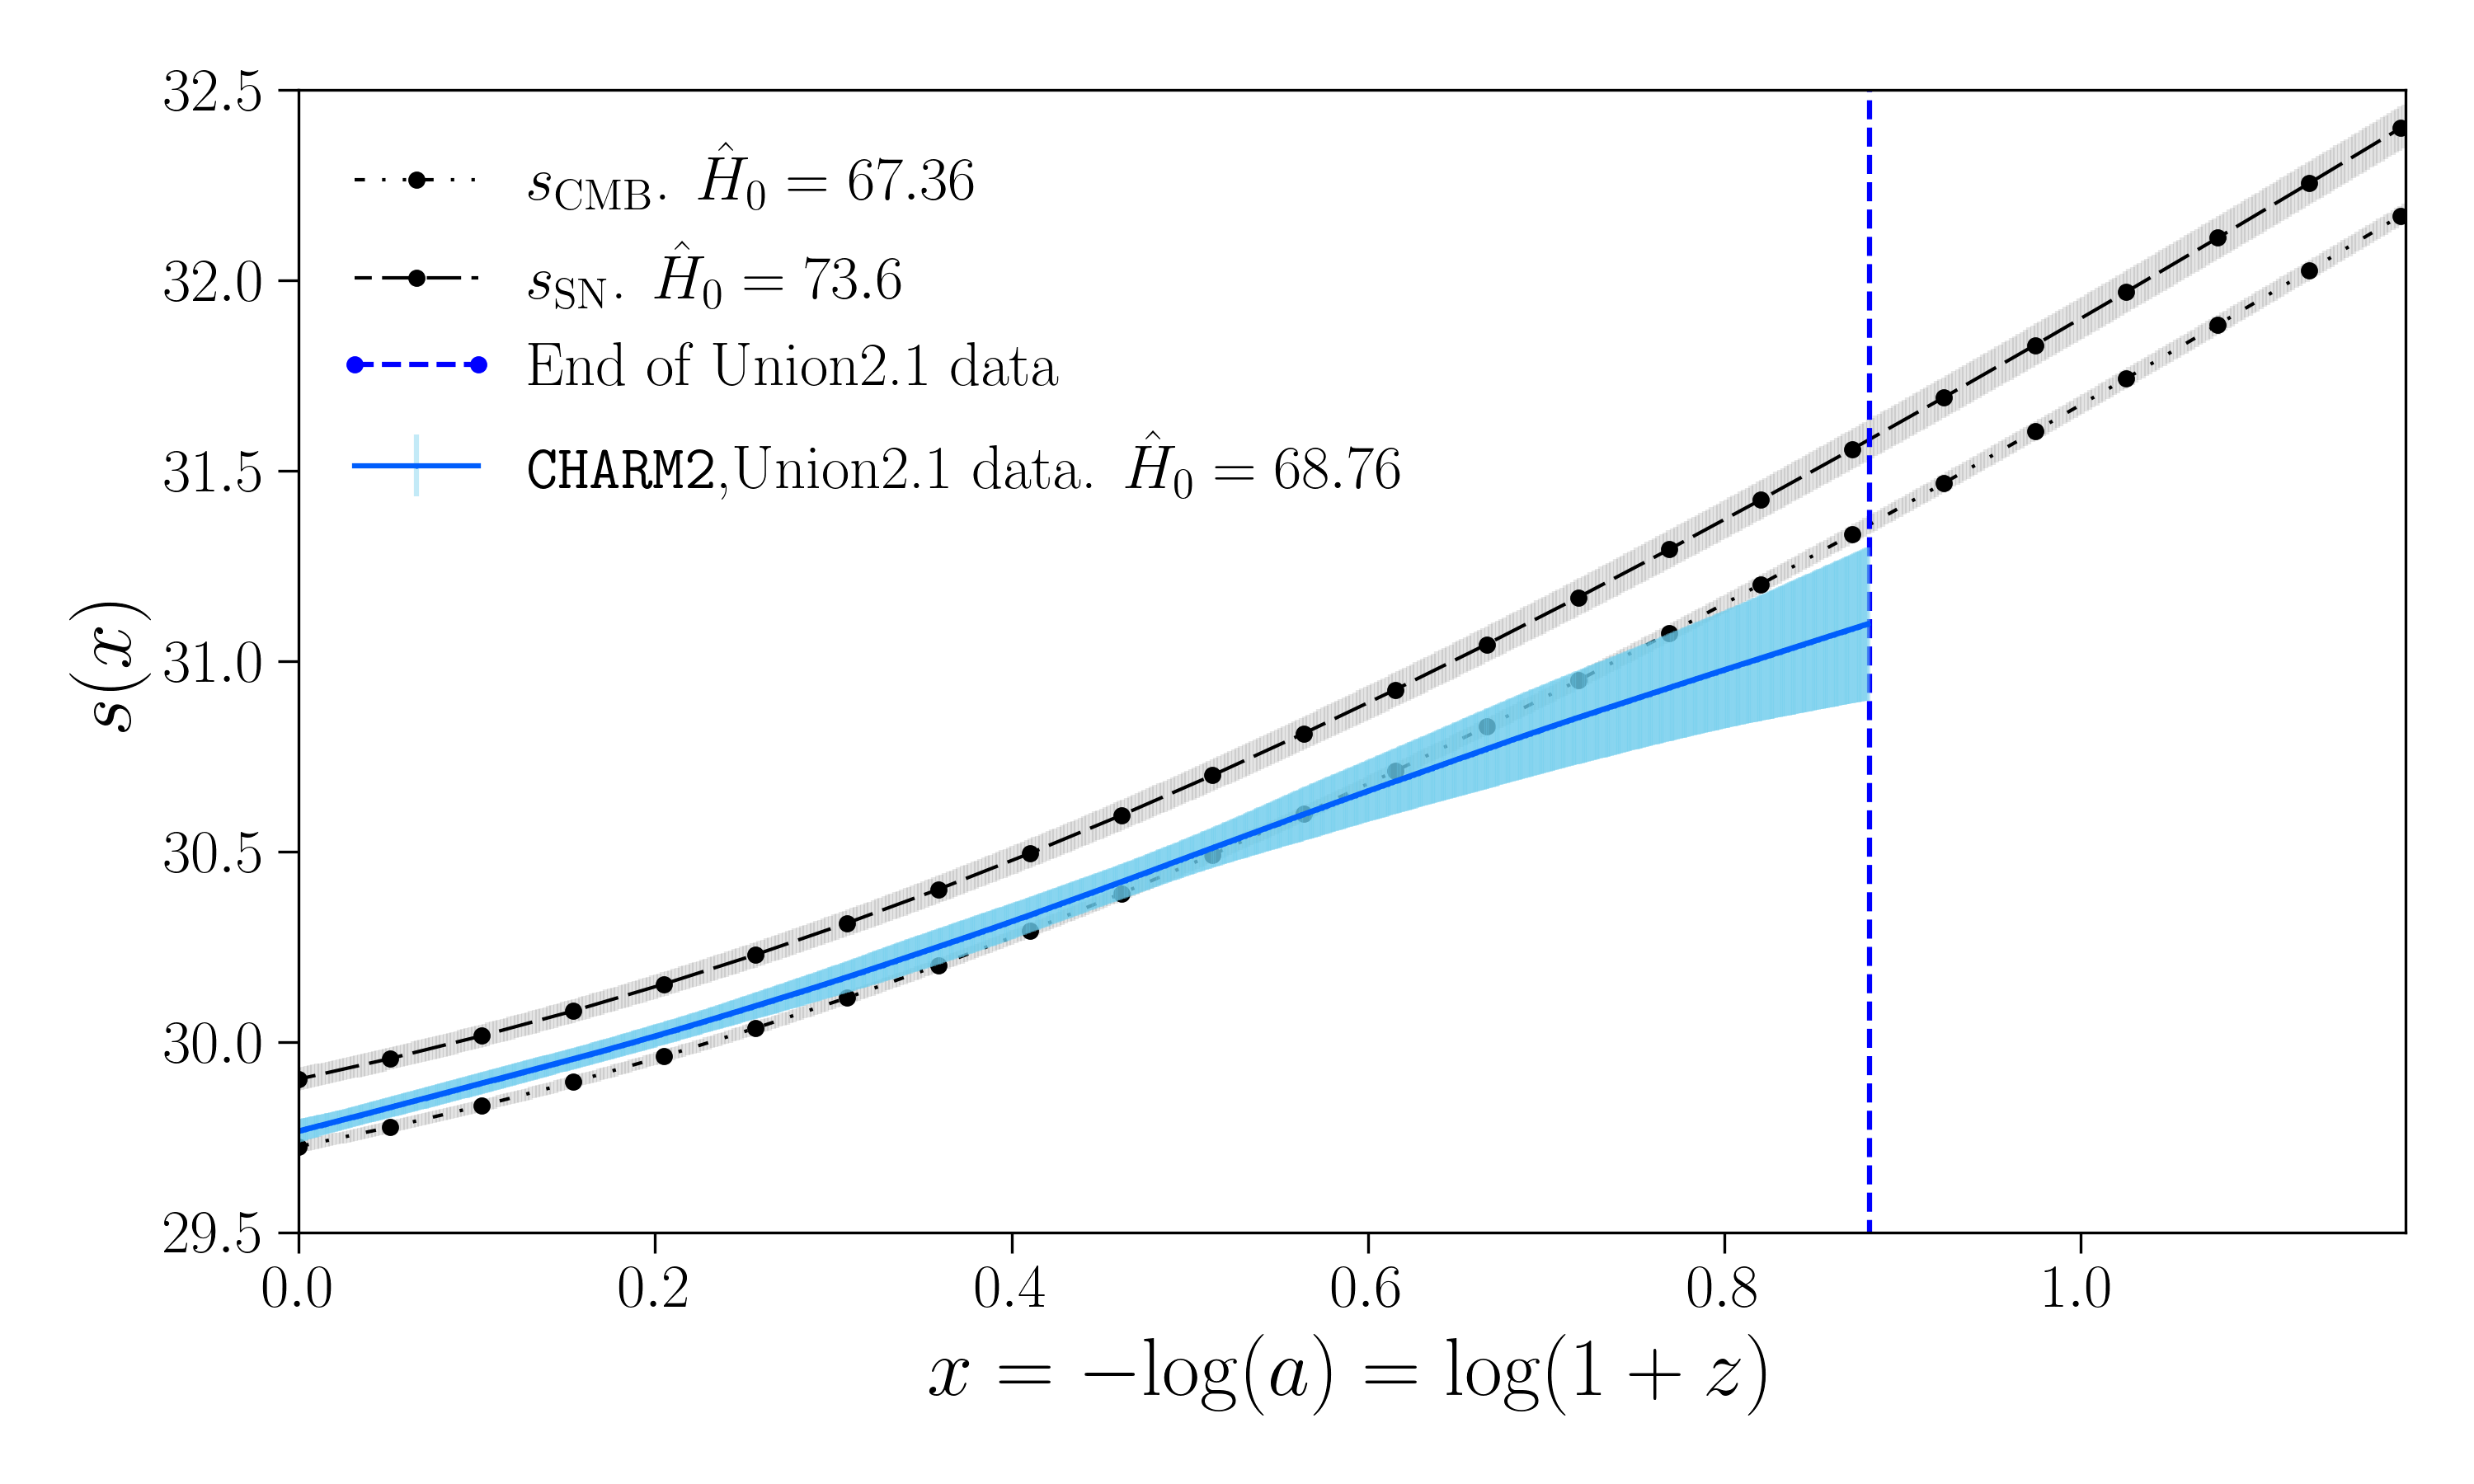 32.5
32.0
31.5
31.0
30.5
30.0
29.5
s(x)
s_CMB. Ĥ_0 = 67.36
s_SN. Ĥ_0 = 73.6
End of Union2.1 data
CHARM2,Union2.1 data. Ĥ_0 = 68.76
0.0 0.2 0.4 0.6 0.8 1.0
x = −log(a) = log(1 + z)